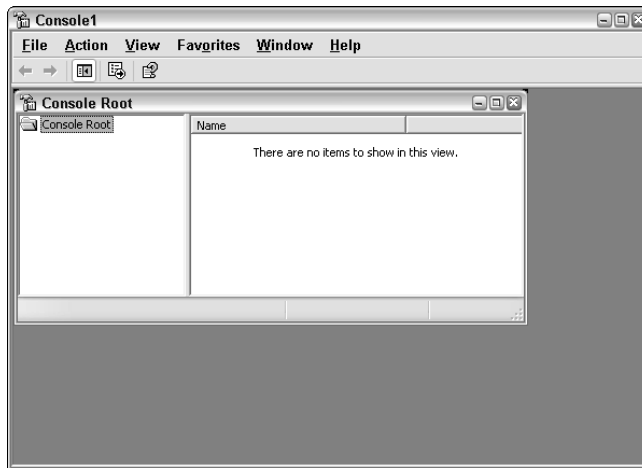 Console1
File Action View Favorites Window Help
Console Root
Console Root
Name
There are no items to show in this view.